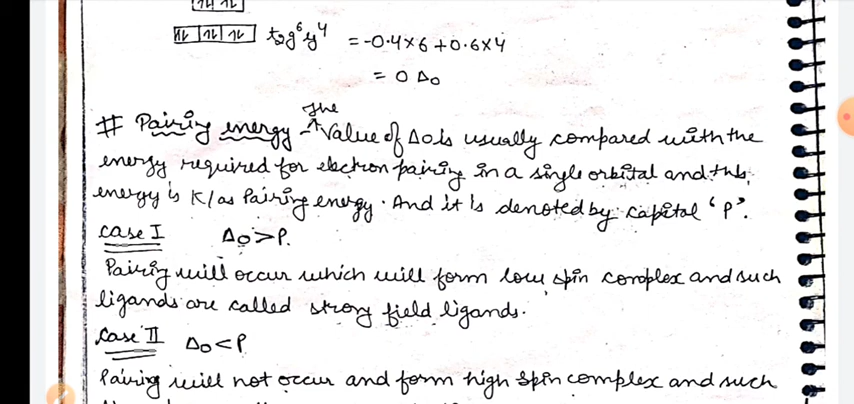 t2g⁶ g⁴ = -0.4×6 + 0.6×4
= 0 Δo
# Pairing energy - The Value of Δo is usually compared with the
energy required for electron pairing in a single orbital and this
energy is K/as Pairing energy. And it is denoted by capital 'P'.
Case I Δo > P.
Pairing will occur which will form low spin complex and such
ligands are called strong field ligands.
Case II Δo < P
Pairing will not occur and form high spin complex and such